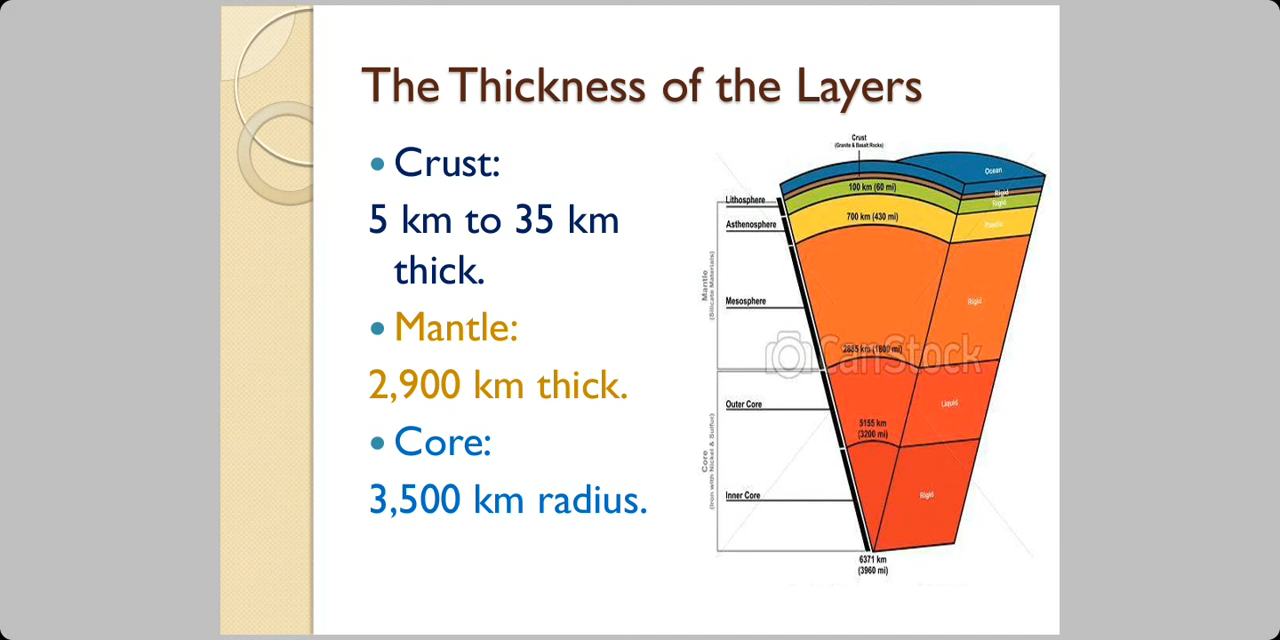 The Thickness of the Layers
• Crust:
5 km to 35 km
thick.
• Mantle:
2,900 km thick.
• Core:
3,500 km radius.
Crust
(Granite & Basalt Rocks)
Ocean
100 km (60 mi)
Rigid
Rigid
Lithosphere
700 km (430 mi)
Plastic
Asthenosphere
Mantle
(Silicate Materials)
Mesosphere
Rigid
2885 km (1800 mi)
CanStock
Outer Core
Liquid
5155 km
(3200 mi)
Core
(Iron with Nickel & Sulfur)
Inner Core
Rigid
6371 km
(3960 mi)